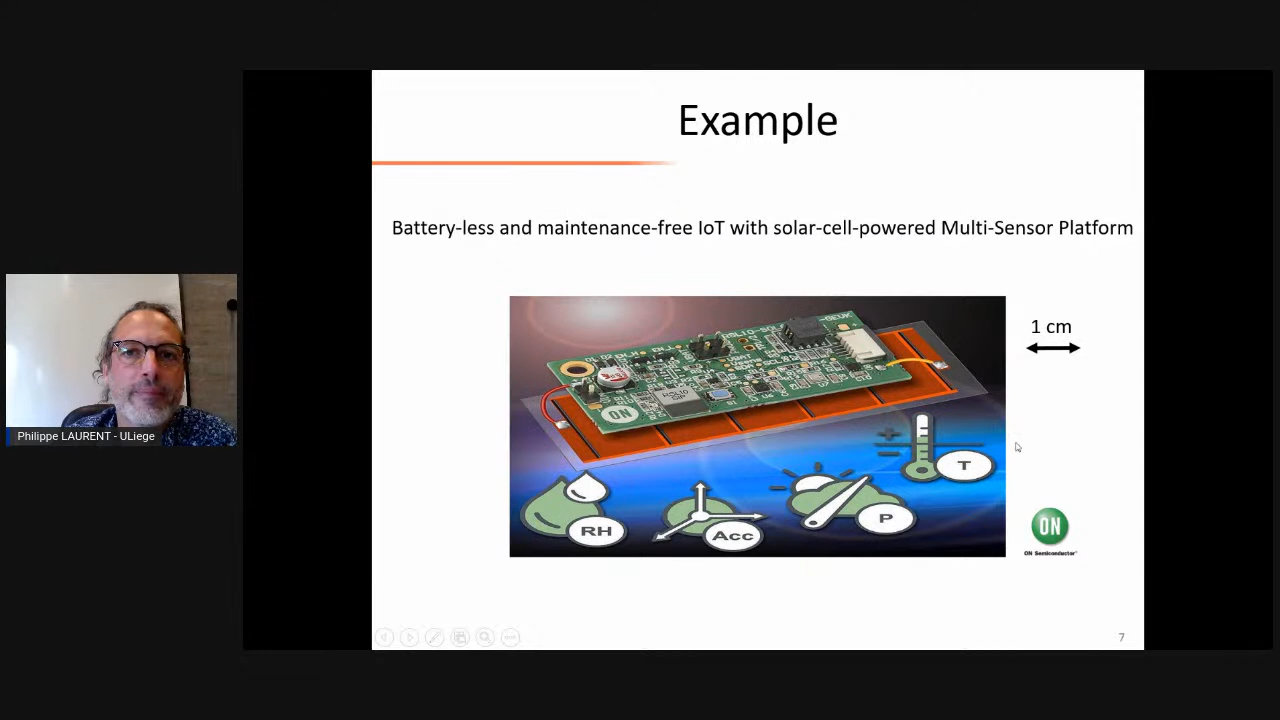 Example
Battery-less and maintenance-free IoT with solar-cell-powered Multi-Sensor Platform
1 cm
ON
T
RH
Acc
P
ON
ON Semiconductor
Philippe LAURENT - ULiege
7